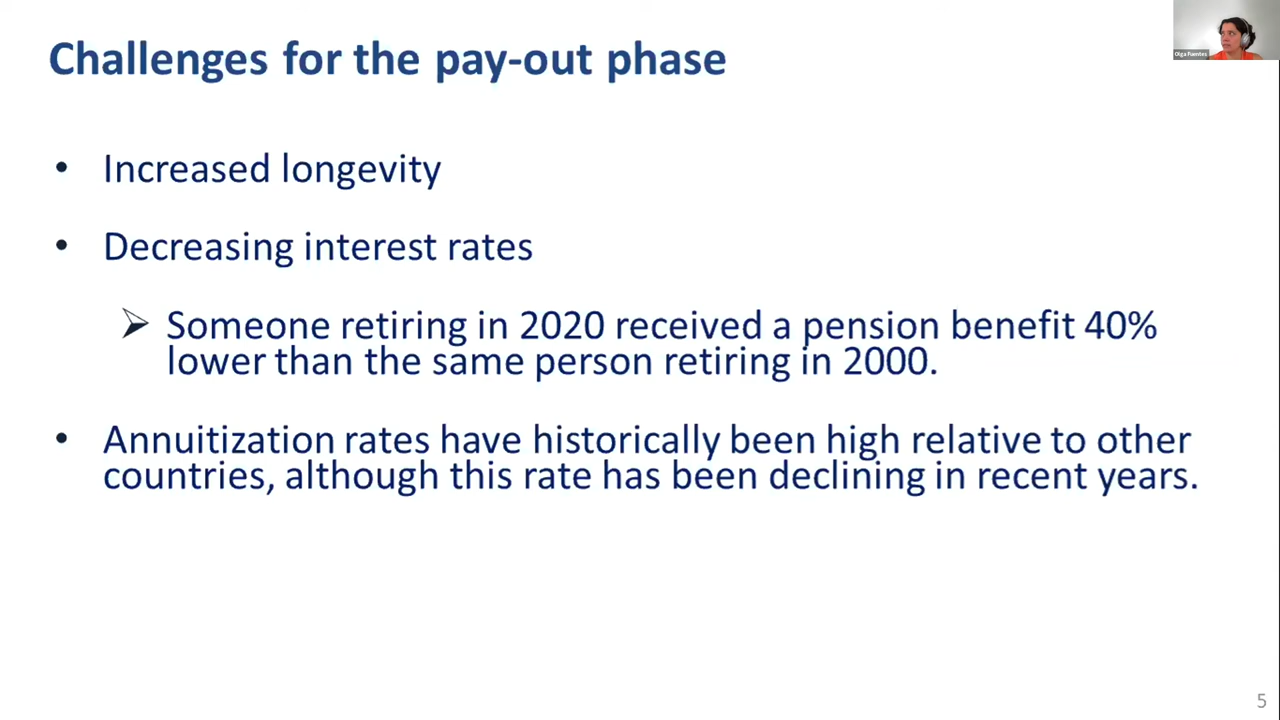 Challenges for the pay-out phase
Olga Fuentes
• Increased longevity
• Decreasing interest rates
➢ Someone retiring in 2020 received a pension benefit 40%
lower than the same person retiring in 2000.
• Annuitization rates have historically been high relative to other
countries, although this rate has been declining in recent years.
5